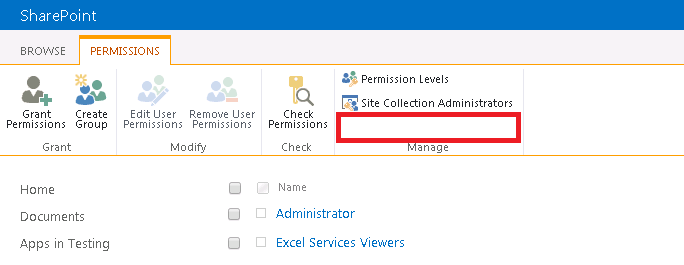 SharePoint
BROWSE PERMISSIONS
Grant Permissions
Create Group
Edit User Permissions
Remove User Permissions
Check Permissions
Permission Levels
Site Collection Administrators
Grant Modify Check Manage
Home Name
Documents Administrator
Apps in Testing Excel Services Viewers